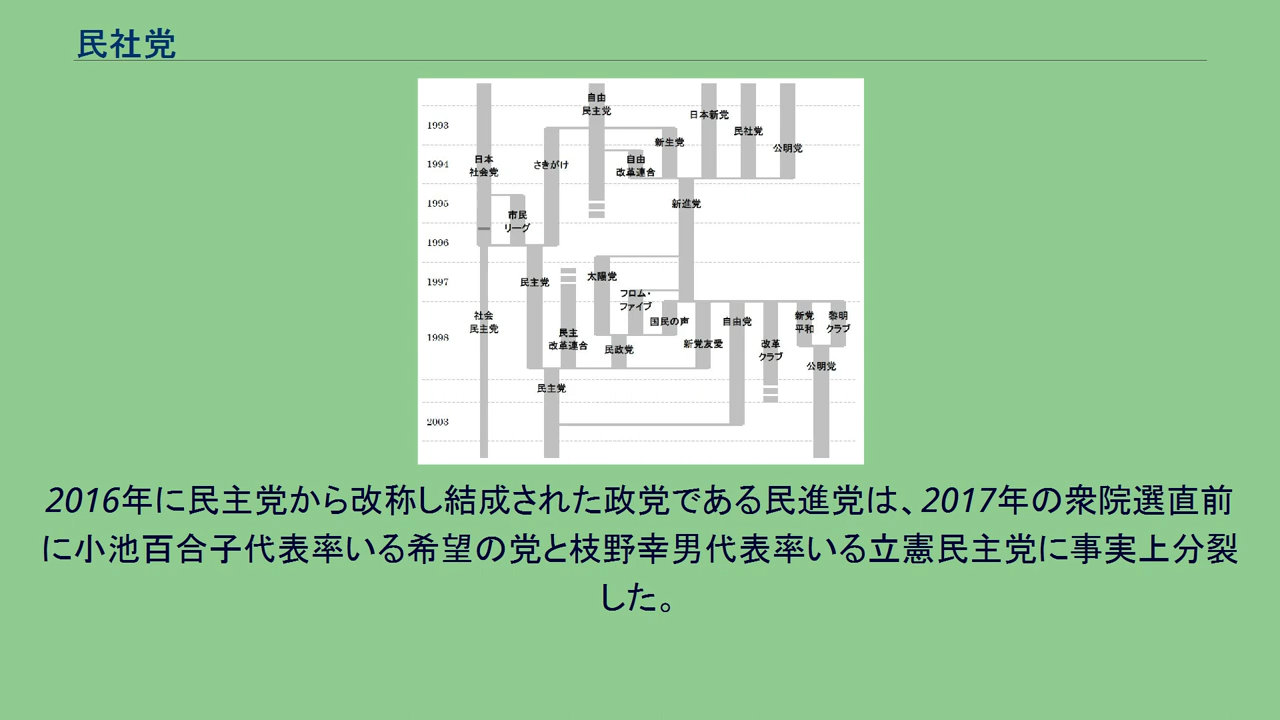 民社党
自由
民主党
日本新党
1993
民社党
新生党
公明党
日本
社会党
1994
さきがけ
自由
改革連合
1995
新進党
市民
リーグ
1996
1997
民主党
太陽党
フロム・
ファイブ
社会
民主党
国民の声
自由党
新党
平和
黎明
クラブ
1998
民主
改革連合
民政党
新党友愛
改革
クラブ
公明党
民主党
2003
2016年に民主党から改称し結成された政党である民進党は、2017年の衆院選直前
に小池百合子代表率いる希望の党と枝野幸男代表率いる立憲民主党に事実上分裂
した。